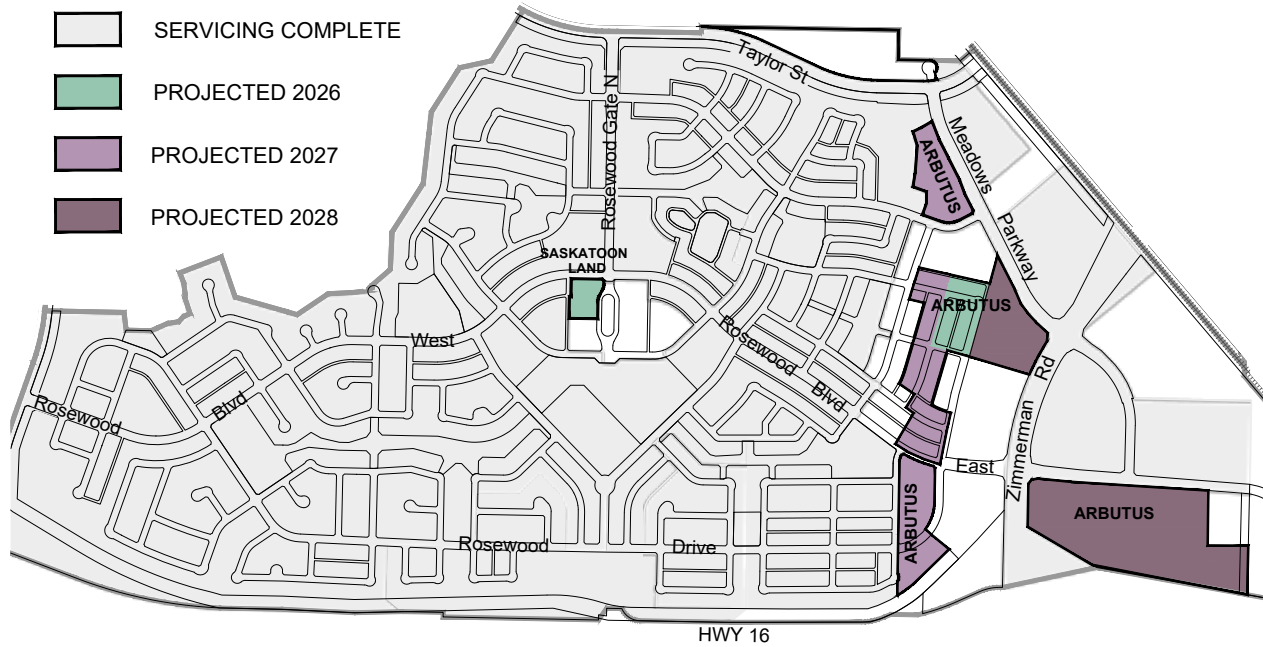 SERVICING COMPLETE
PROJECTED 2026
PROJECTED 2027
PROJECTED 2028
Taylor St
Rosewood Gate N
Meadows
Parkway
ARBUTUS
SASKATOON
LAND
ARBUTUS
West
Rosewood
Blvd
Rosewood
Blvd
East
Zimmerman
Rd
ARBUTUS
ARBUTUS
Rosewood
Drive
HWY 16